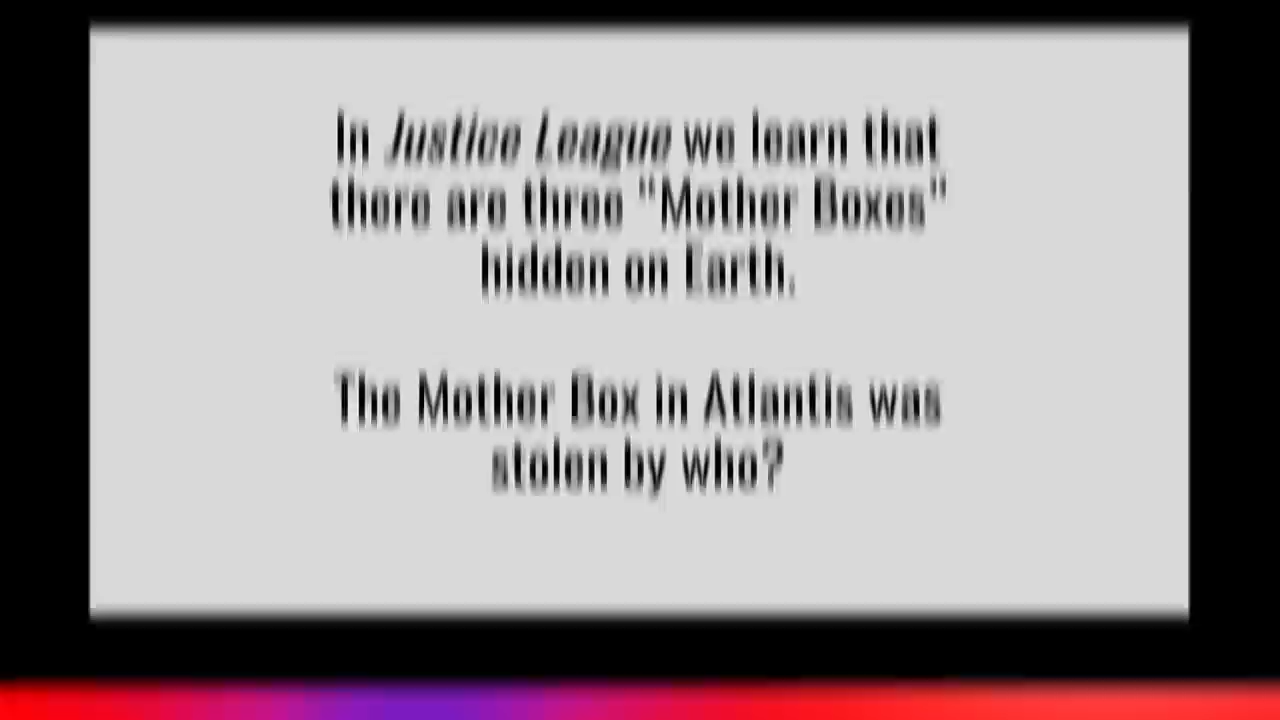 In Justice League we learn that
there are three "Mother Boxes"
hidden on Earth.
The Mother Box in Atlantis was
stolen by who?